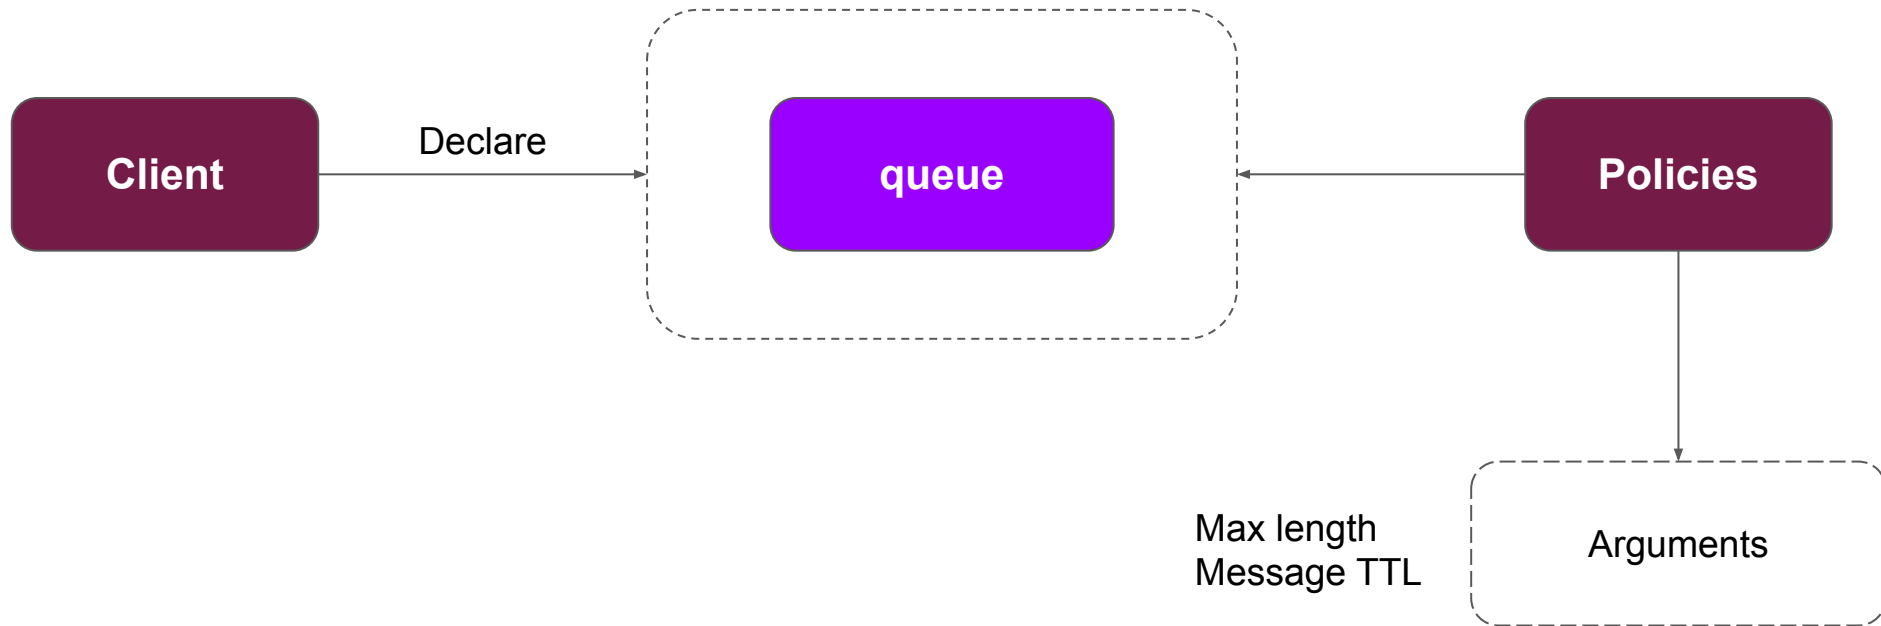 Client
Declare
queue
Policies
Max length
Message TTL
Arguments